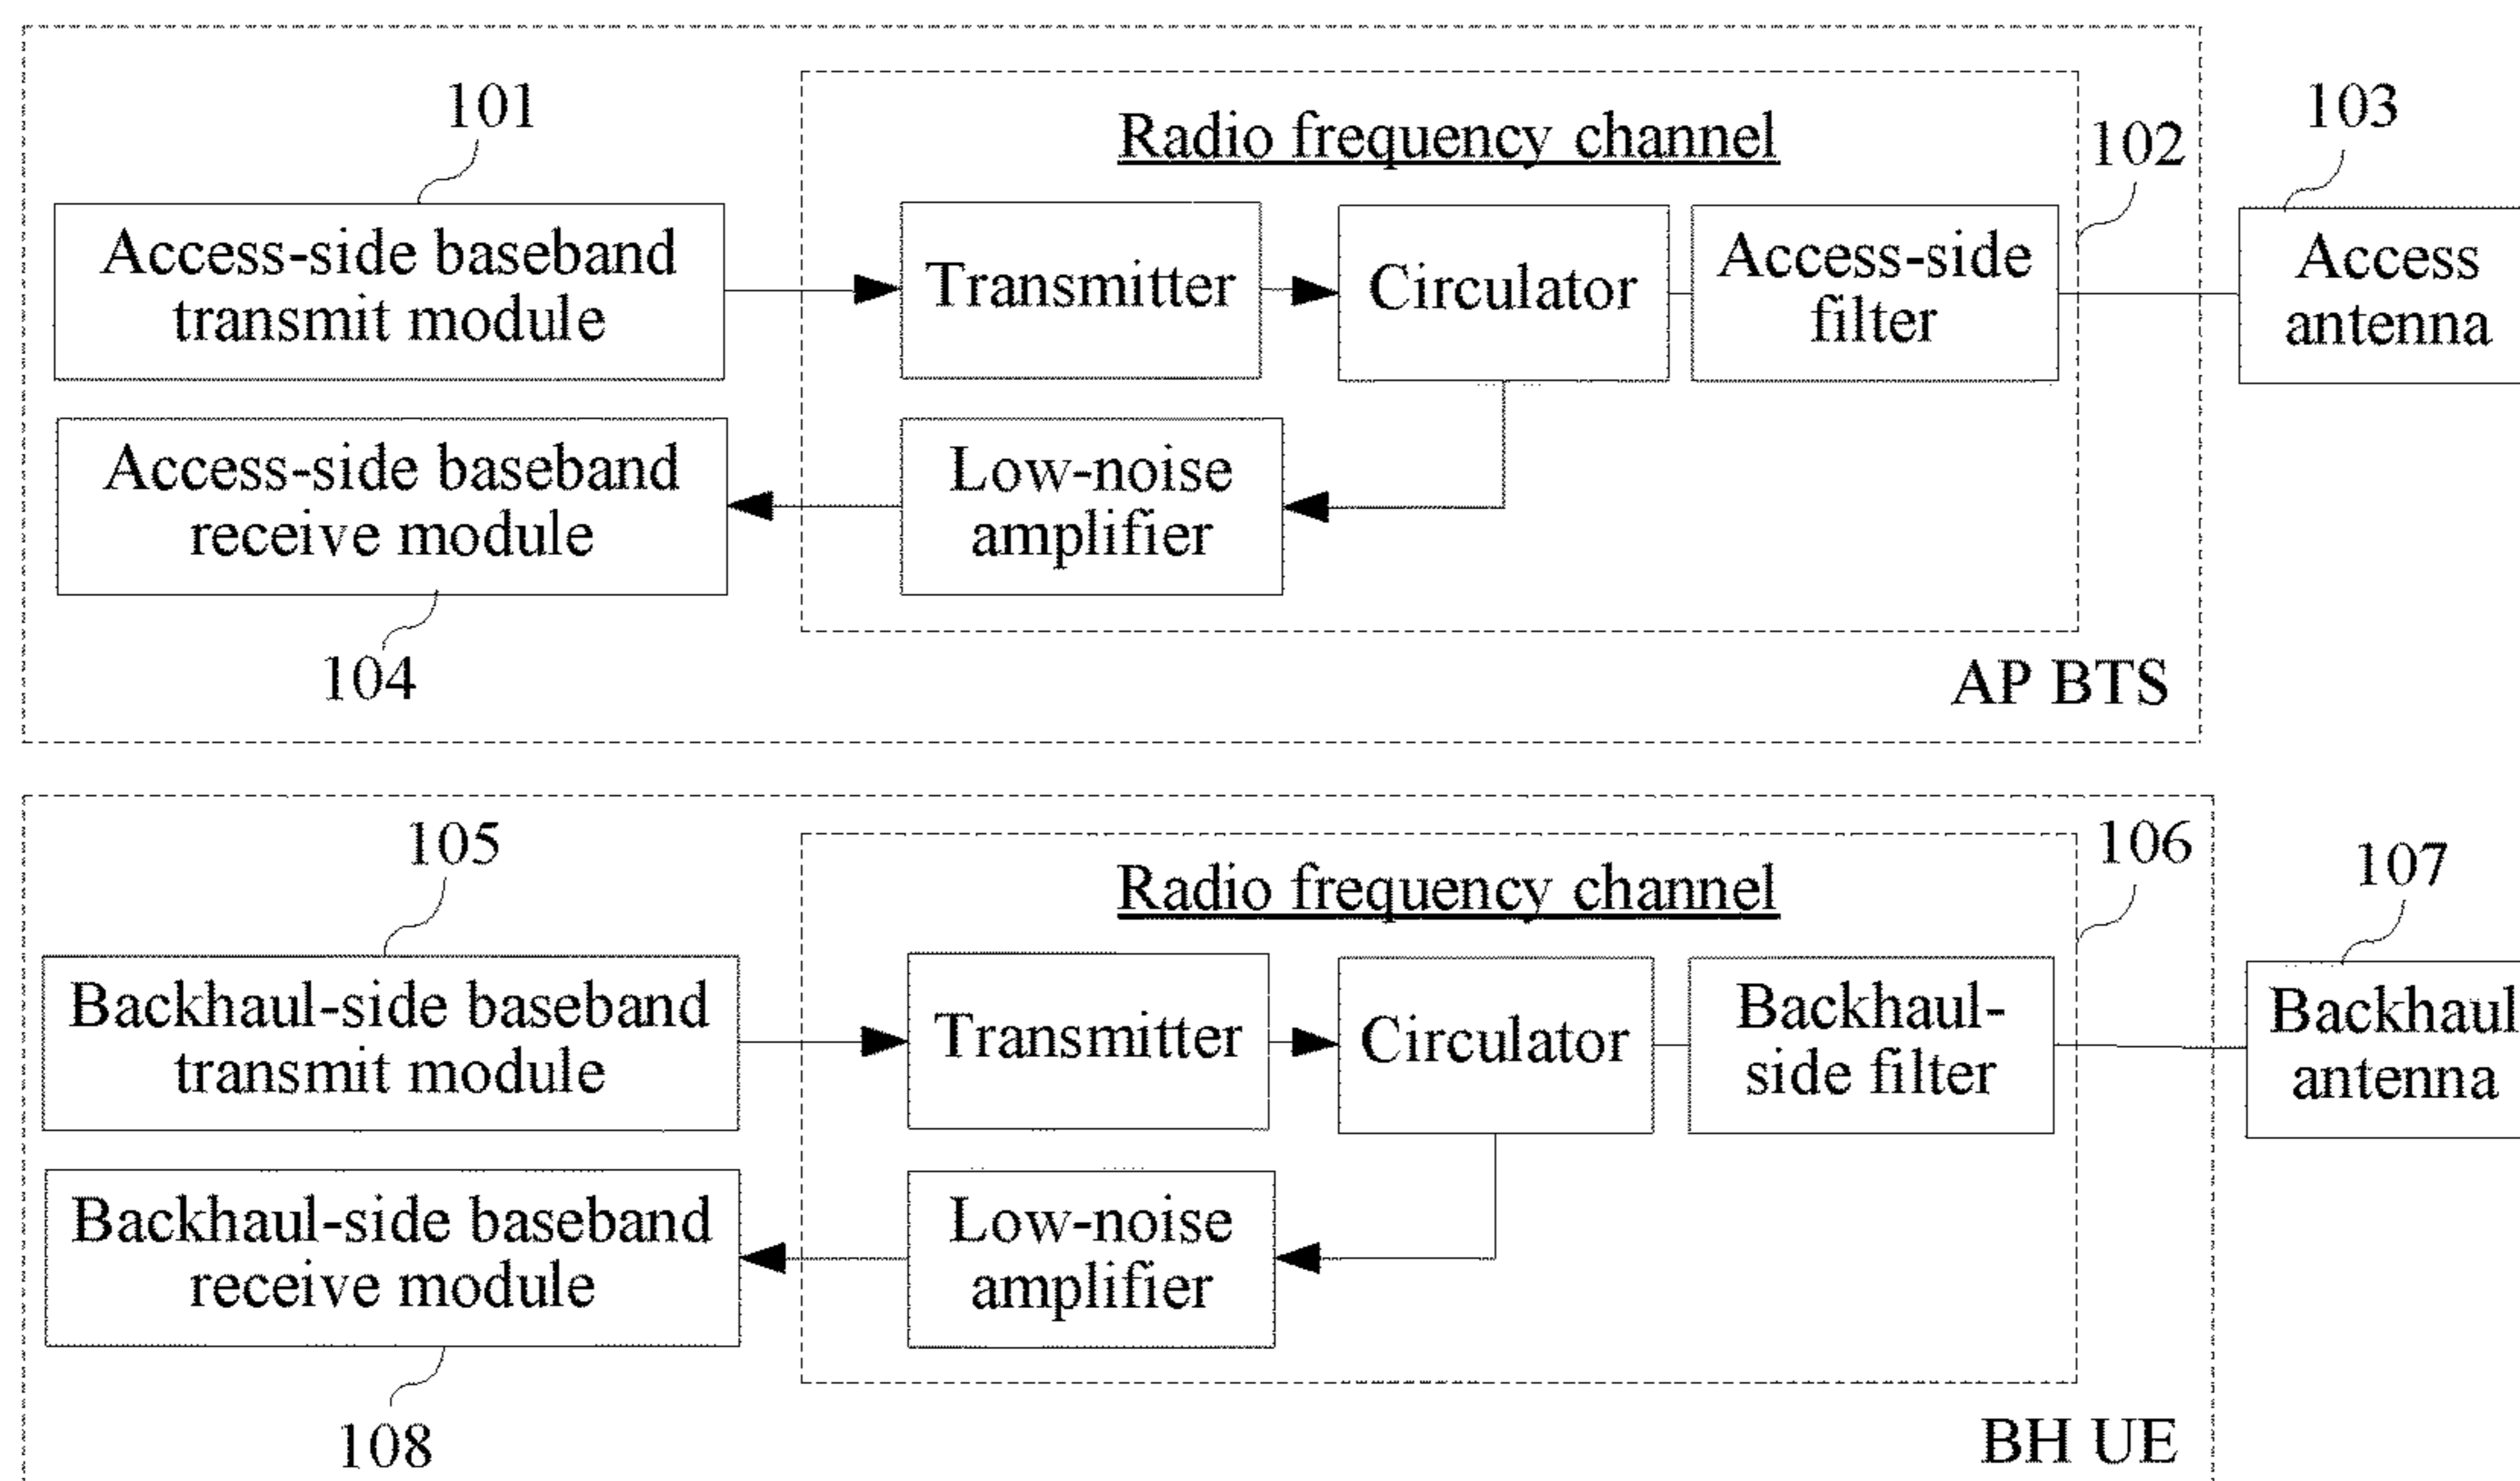 101
Radio frequency channel
102
103
Access-side baseband
transmit module
Transmitter
Circulator
Access-side
filter
Access
antenna
Access-side baseband
receive module
Low-noise
amplifier
104
AP BTS
105
Radio frequency channel
106
107
Backhaul-side baseband
transmit module
Transmitter
Circulator
Backhaul-
side filter
Backhaul
antenna
Backhaul-side baseband
receive module
Low-noise
amplifier
108
BH UE